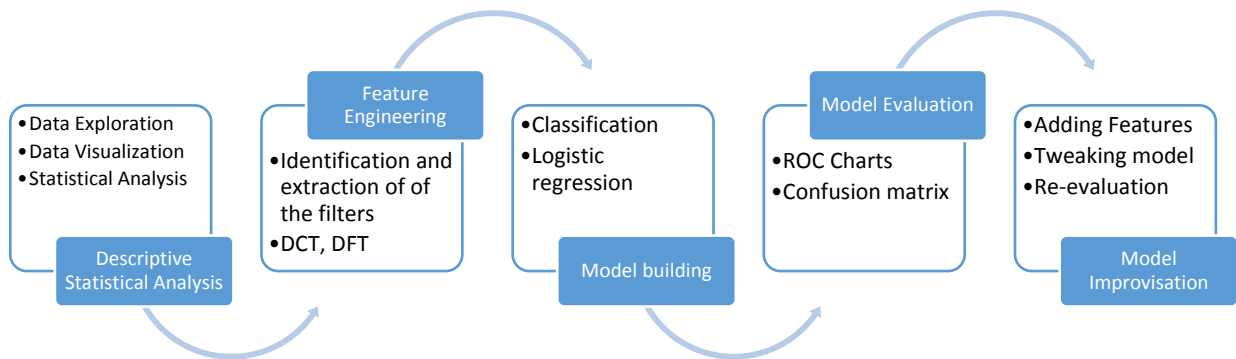 •Data Exploration
•Data Visualization
•Statistical Analysis
Descriptive
Statistical Analysis
Feature
Engineering
•Identification and
extraction of of
the filters
•DCT, DFT
•Classification
•Logistic
regression
Model building
Model Evaluation
•ROC Charts
•Confusion matrix
•Adding Features
•Tweaking model
•Re-evaluation
Model
Improvisation